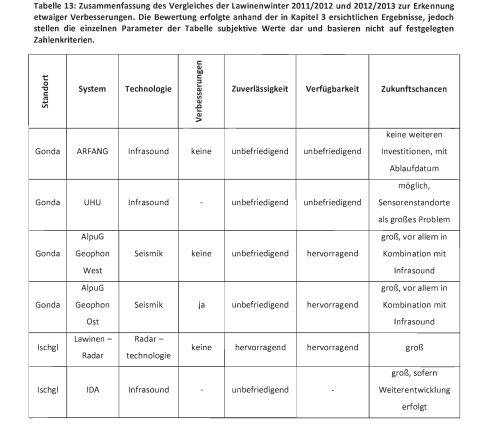 Tabelle 13: Zusammenfassung des Vergleiches der Lawinenwinter 2011/2012 und 2012/2013 zur Erkennung
etwaiger Verbesserungen. Die Bewertung erfolgte anhand der in Kapitel 3 ersichtlichen Ergebnisse, jedoch
stellen die einzelnen Parameter der Tabelle subjektive Werte dar und basieren nicht auf festgelegten
Zahlenkriterien.
Standort System Technologie Verbesserungen Zuverlässigkeit Verfügbarkeit Zukunftschancen
keine weiteren
Gonda ARFANG Infrasound keine unbefriedigend unbefriedigend Investitionen, mit
Ablaufdatum
möglich,
Gonda UHU Infrasound - unbefriedigend unbefriedigend Sensorenstandorte
als großes Problem
AlpuG groß, vor allem in
Gonda Geophon Seismik keine unbefriedigend hervorragend Kombination mit
West Infrasound
AlpuG groß, vor allem in
Gonda Geophon Seismik ja unbefriedigend hervorragend Kombination mit
Ost Infrasound
Lawinen – Radar –
Ischgl keine hervorragend hervorragend groß
Radar technologie
groß, sofern
Ischgl IDA Infrasound - unbefriedigend - Weiterentwicklung
erfolgt